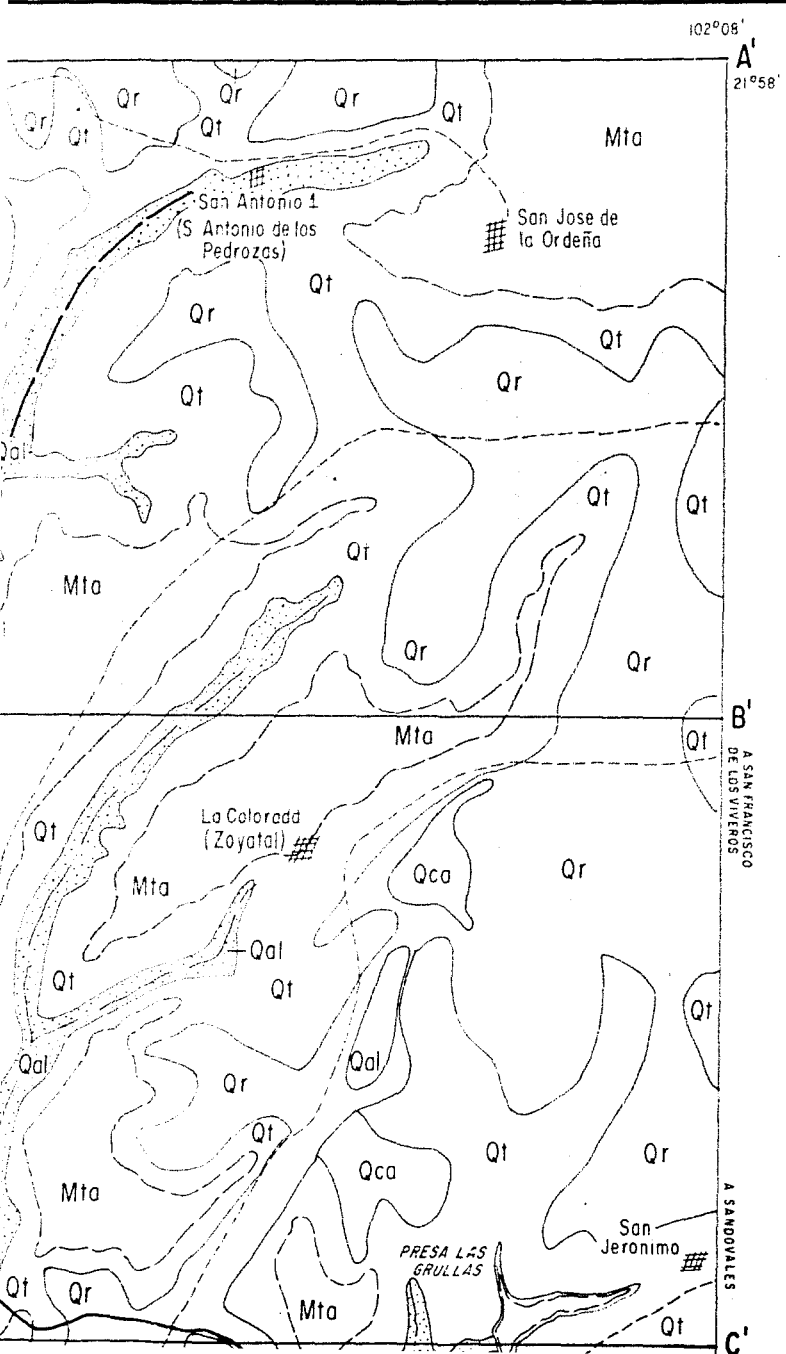 102°08'
A'
21°58'
Qr
Qr
Qr
Qr
Qt
Qt
Qt
Mta
San Antonio 1
(S Antonio de los
Pedrozas)
San Jose de
la Ordeña
Qt
Qr
Qt
Qr
Qt
Qal
Qt
Qt
Qt
Mta
Qr
Qr
B'
Mta
Qt
A SAN FRANCISCO
DE LOS VIVEROS
La Colorada
(Zoyatal)
Qt
Mta
Qca
Qr
Qal
Qt
Qt
Qt
Qal
Qal
Qr
Qt
Qca
Qt
Qr
Mta
A SANDOVALES
San
Jeronimo
PRESA LAS
GRULLAS
Qt
Qr
Mta
Qt
C'